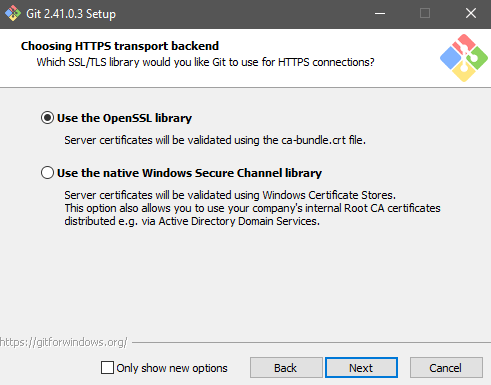 Git 2.41.0.3 Setup
Choosing HTTPS transport backend
Which SSL/TLS library would you like Git to use for HTTPS connections?
Use the OpenSSL library
Server certificates will be validated using the ca-bundle.crt file.
Use the native Windows Secure Channel library
Server certificates will be validated using Windows Certificate Stores.
This option also allows you to use your company's internal Root CA certificates
distributed e.g. via Active Directory Domain Services.
https://gitforwindows.org/
Only show new options
Back
Next
Cancel